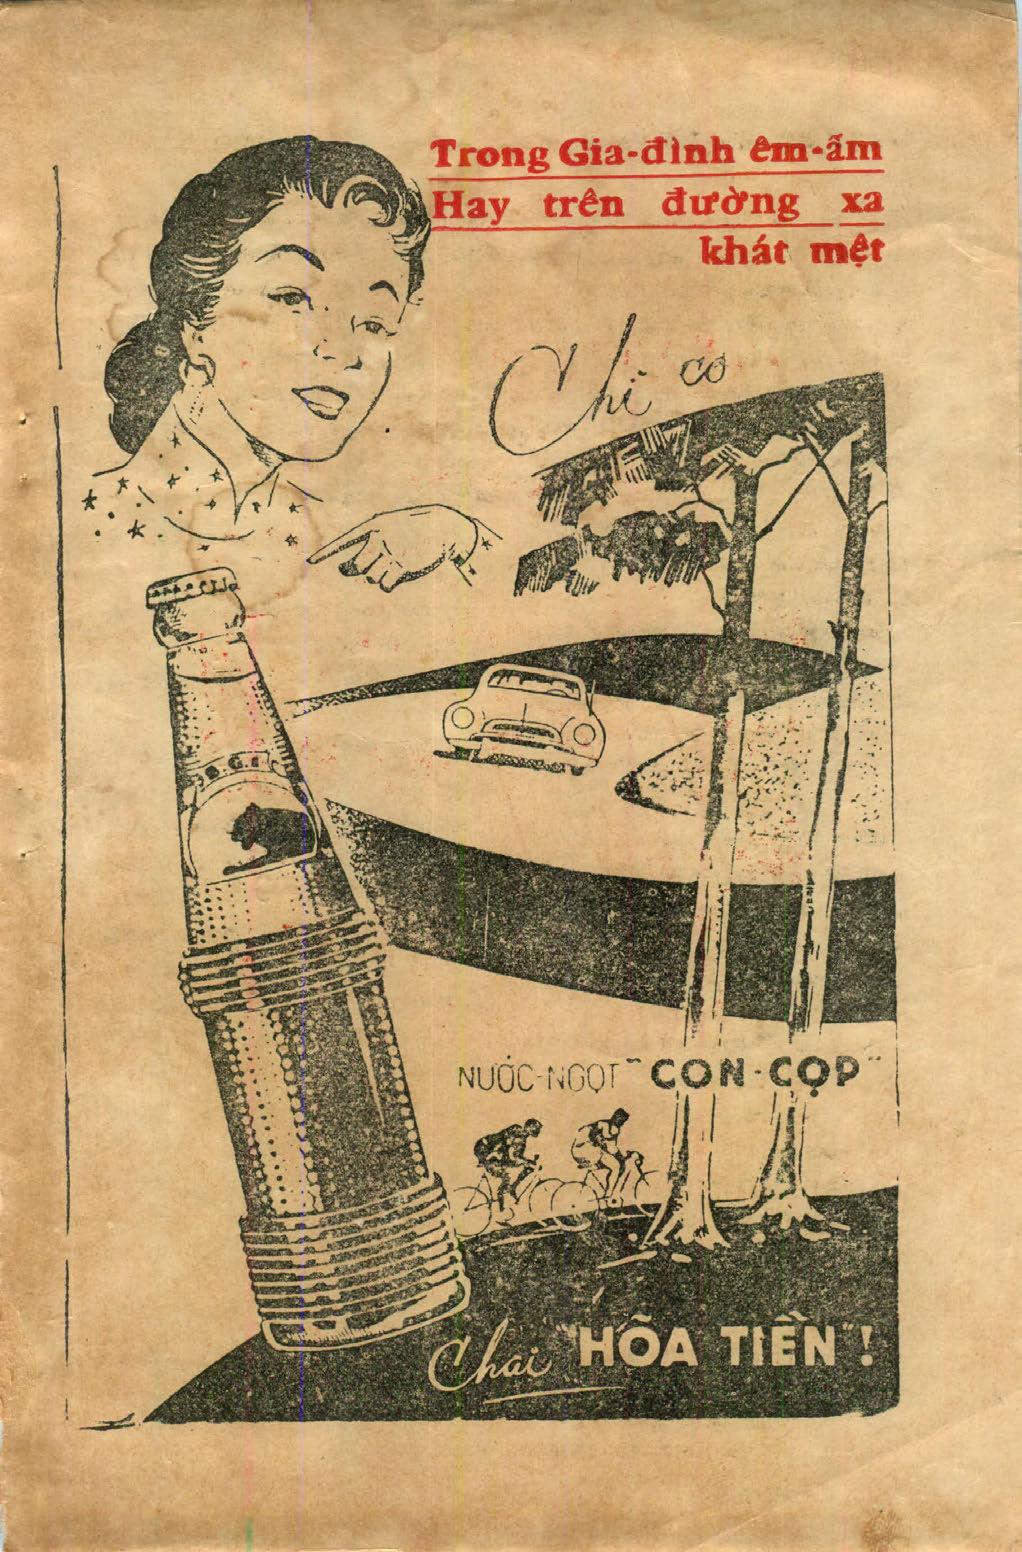 Trong Gia-đình êm-ấm
Hay trên đường xa
khát mệt
Chỉ có
NƯỚC-NGỌT "CON-CỌP"
BGI
Chai "HỎA TIỄN"!